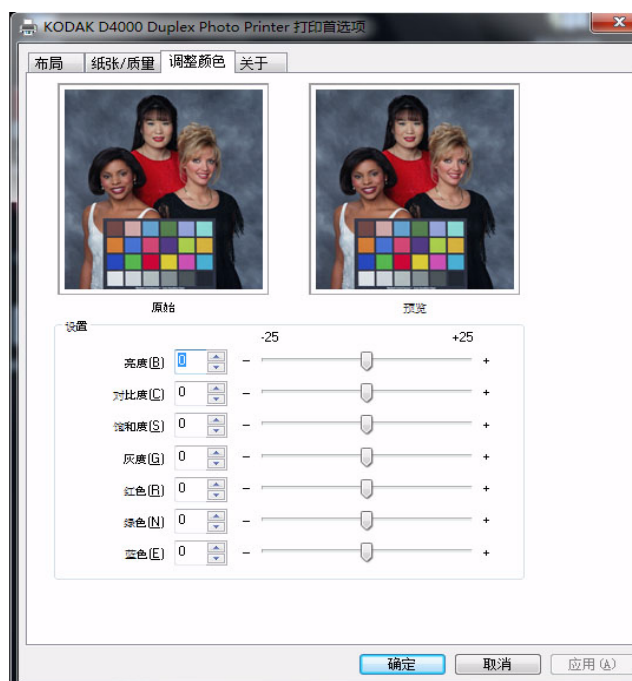 KODAK D4000 Duplex Photo Printer 打印首选项
布局 纸张/质量 调整颜色 关于
原始 预览
设置
-25 +25
亮度(B) 0 - +
对比度(C) 0 - +
饱和度(S) 0 - +
灰度(G) 0 - +
红色(R) 0 - +
绿色(N) 0 - +
蓝色(E) 0 - +
确定 取消 应用(A)